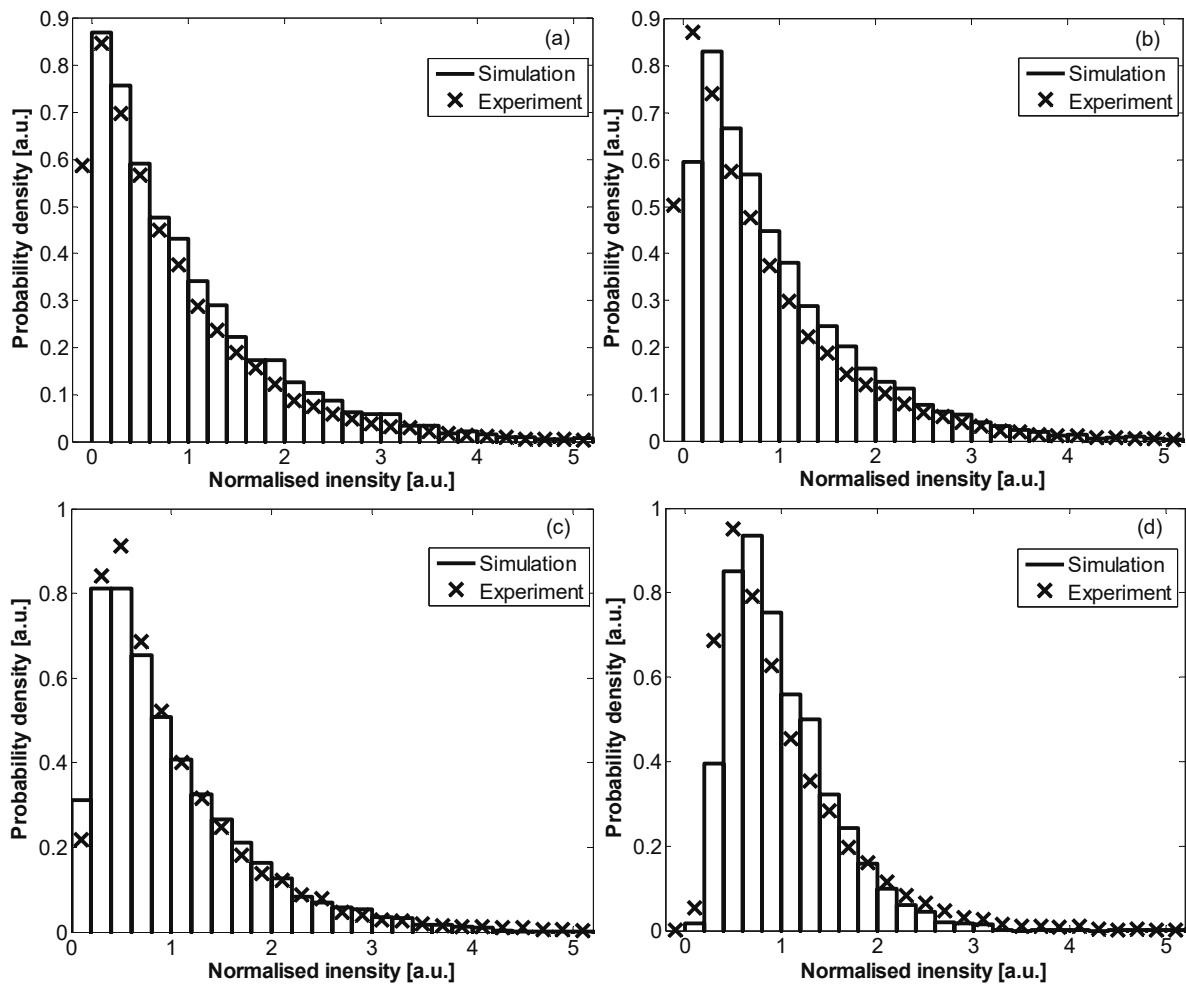 (a)
Simulation
Experiment
Probability density [a.u.]
0.9
0.8
0.7
0.6
0.5
0.4
0.3
0.2
0.1
0
0 1 2 3 4 5
Normalised inensity [a.u.]
(b)
Simulation
Experiment
Probability density [a.u.]
0.9
0.8
0.7
0.6
0.5
0.4
0.3
0.2
0.1
0
0 1 2 3 4 5
Normalised inensity [a.u.]
(c)
Simulation
Experiment
Probability density [a.u.]
1
0.8
0.6
0.4
0.2
0
0 1 2 3 4 5
Normalised inensity [a.u.]
(d)
Simulation
Experiment
Probability density [a.u.]
1
0.8
0.6
0.4
0.2
0
0 1 2 3 4 5
Normalised inensity [a.u.]